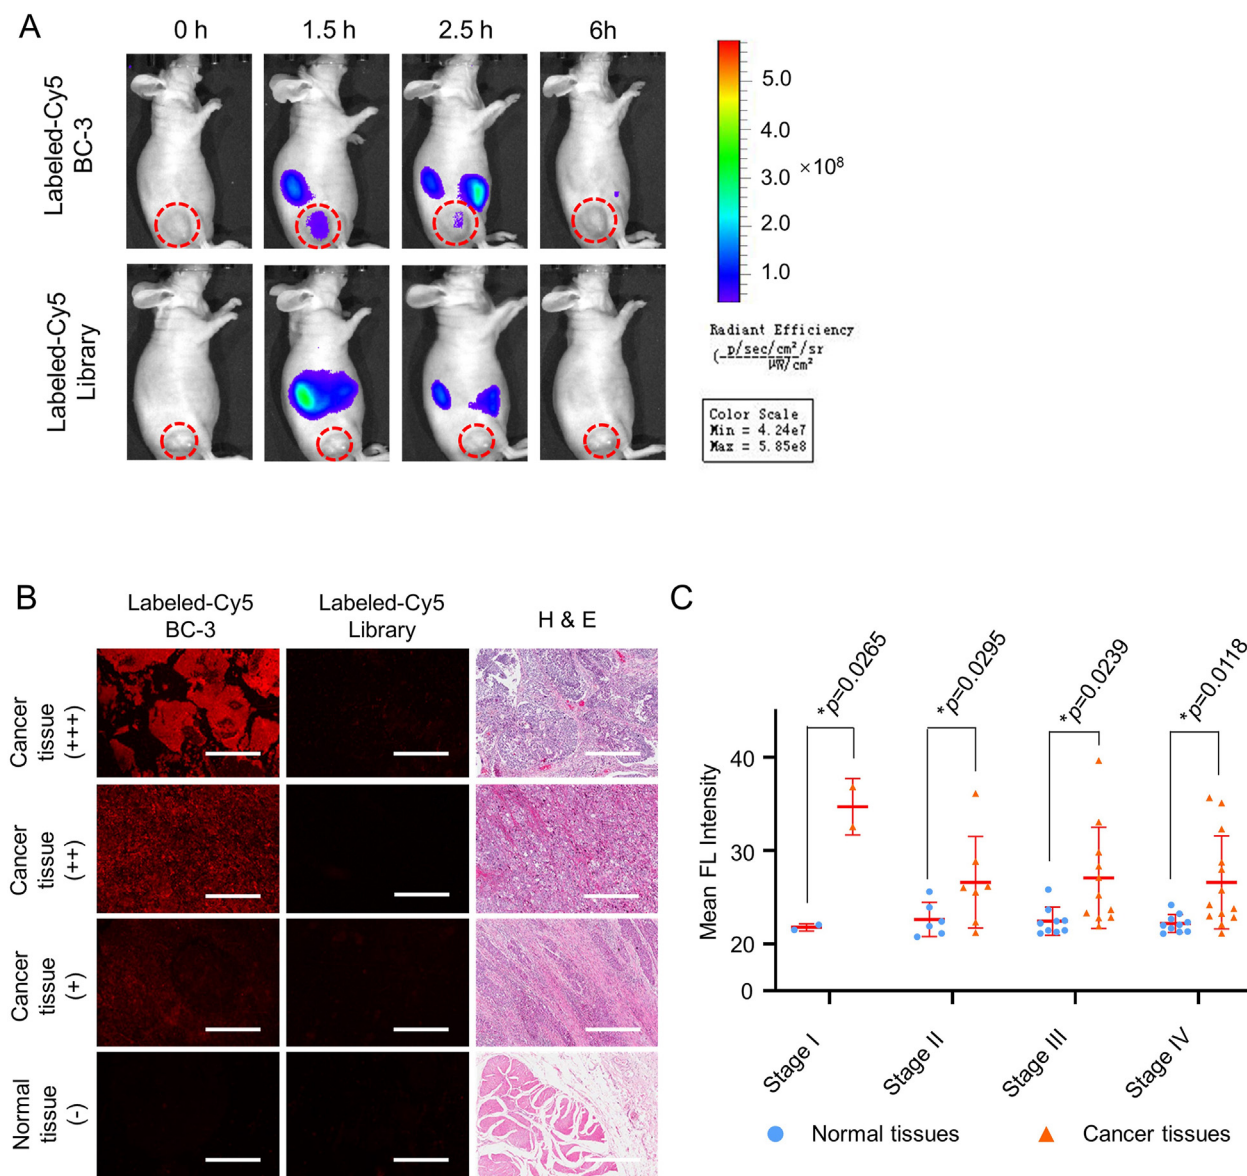 A
0 h
1.5 h
2.5 h
6h
Labeled-Cy5
BC-3
Labeled-Cy5
Library
5.0
4.0
3.0
2.0
1.0
×10⁸
Radiant Efficiency
(p/sec/cm²/sr
µW/cm²
Color Scale
Min = 4.24e7
Max = 5.85e8
B
Labeled-Cy5
BC-3
Labeled-Cy5
Library
H & E
Cancer
tissue
(+++)
Cancer
tissue
(++)
Cancer
tissue
(+)
Normal
tissue
(-)
C
* p=0.0265
* p=0.0295
* p=0.0239
* p=0.0118
Mean FL Intensity
40
30
20
0
Stage I
Stage II
Stage III
Stage IV
Normal tissues
Cancer tissues